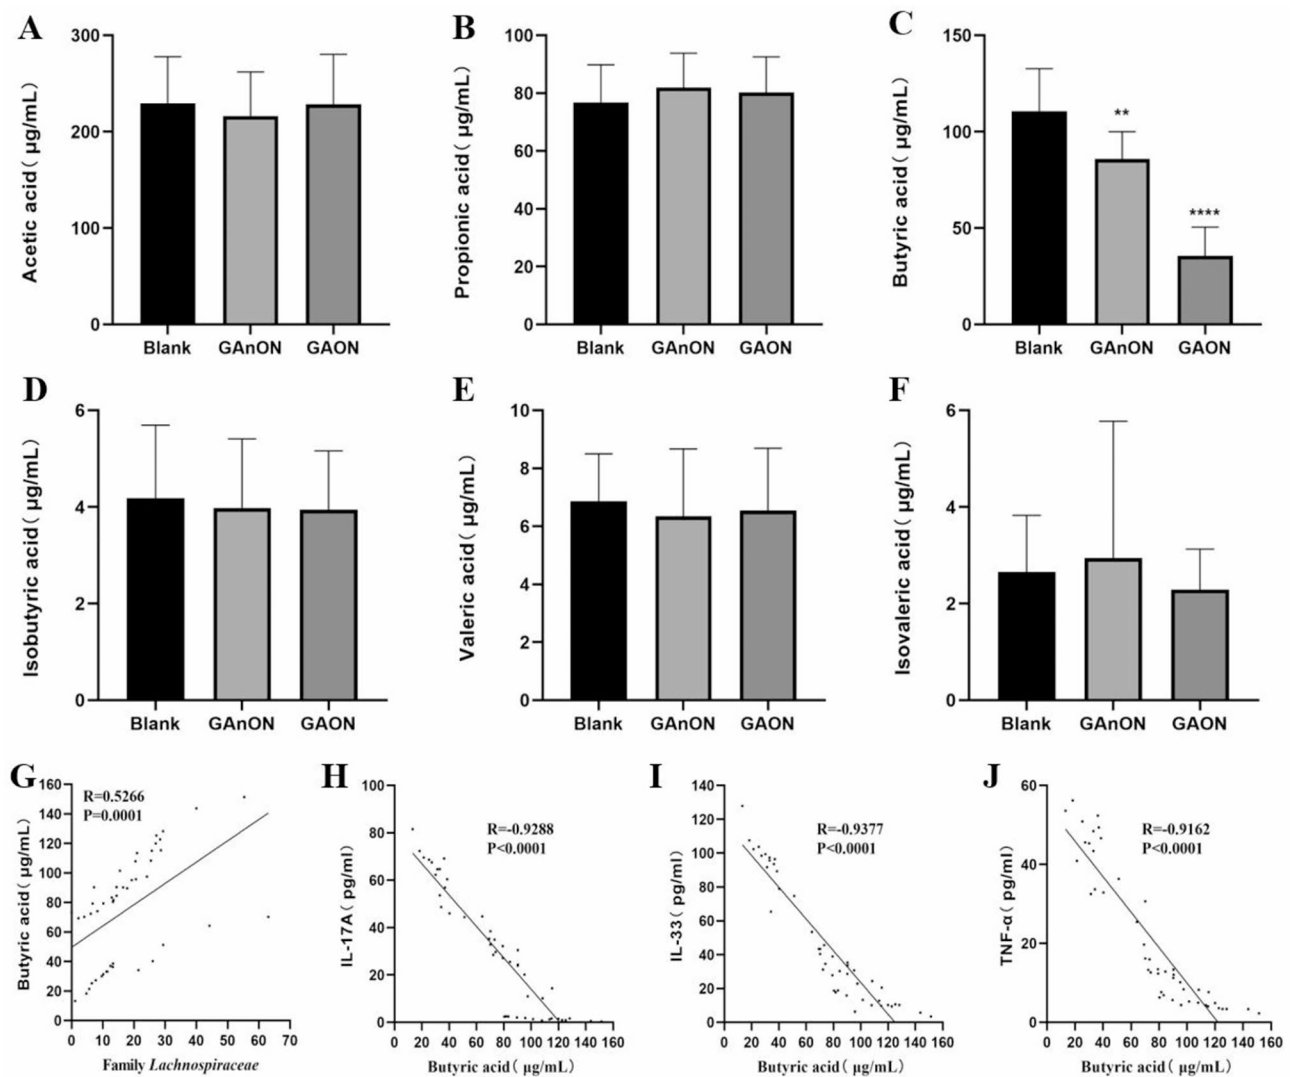 A
Acetic acid( μg/mL)
300
200
100
0
Blank GAnON GAON
B
Propionic acid( μg/mL)
100
80
60
40
20
0
Blank GAnON GAON
C
Butyric acid( μg/mL)
150
100
50
0
**
****
Blank GAnON GAON
D
Isobutyric acid( μg/mL)
6
4
2
0
Blank GAnON GAON
E
Valeric acid( μg/mL)
10
8
6
4
2
0
Blank GAnON GAON
F
Isovaleric acid( μg/mL)
6
4
2
0
Blank GAnON GAON
G
Butyric acid( μg/mL)
160
140
120
100
80
60
40
20
0
R=0.5266
P=0.0001
0 10 20 30 40 50 60 70
Family Lachnospiraceae
H
IL-17A( pg/ml)
100
80
60
40
20
0
R=-0.9288
P<0.0001
0 20 40 60 80 100 120 140 160
Butyric acid( μg/mL)
I
IL-33( pg/ml)
140
120
100
80
60
40
20
0
R=-0.9377
P<0.0001
0 20 40 60 80 100 120 140 160
Butyric acid( μg/mL)
J
TNF-α( pg/ml)
60
40
20
0
R=-0.9162
P<0.0001
0 20 40 60 80 100 120 140 160
Butyric acid( μg/mL)